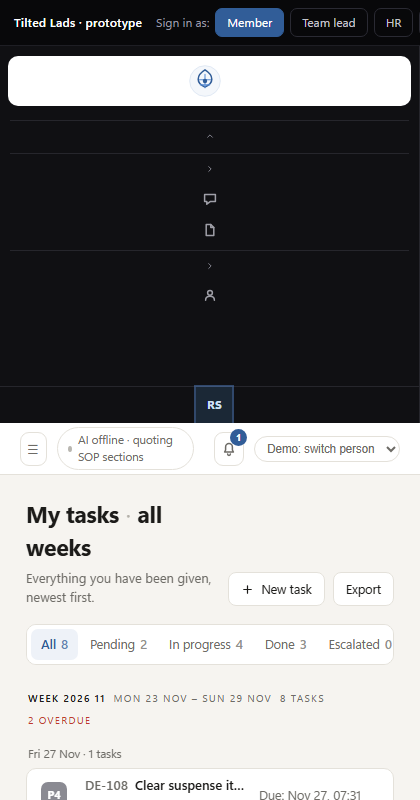 Tilted Lads · prototype Sign in as: Member Team lead HR
RS
AI offline · quoting
SOP sections
1
Demo: switch person
My tasks · all
weeks
Everything you have been given,
newest first.
+ New task Export
All 8 Pending 2 In progress 4 Done 3 Escalated 0
WEEK 2026 11 MON 23 NOV – SUN 29 NOV 8 TASKS
2 OVERDUE
Fri 27 Nov · 1 tasks
P4 DE-108 Clear suspense it... Due: Nov 27, 07:31